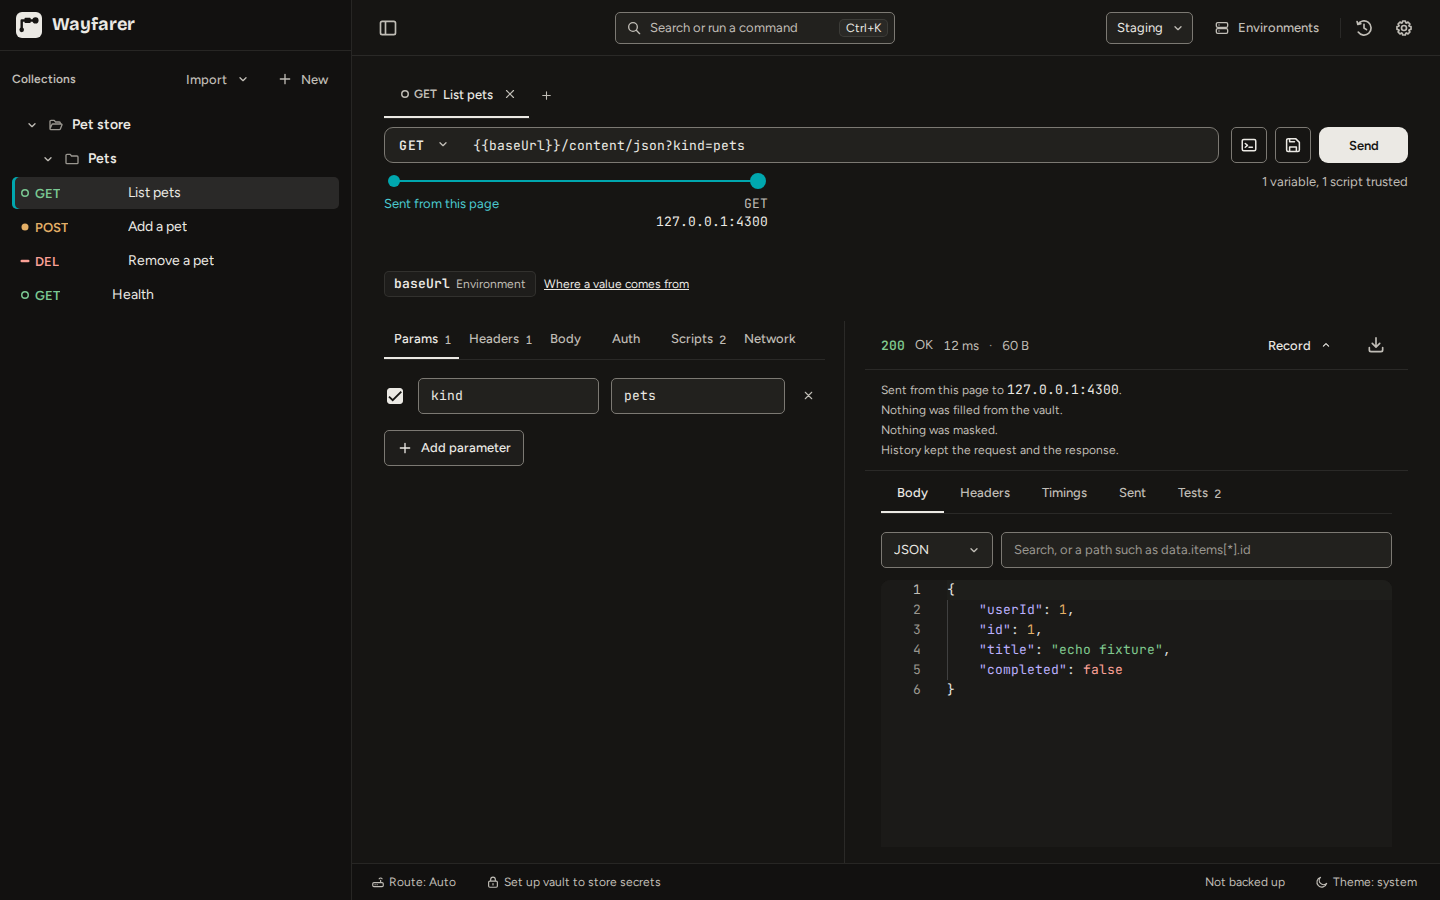 Wayfarer
Search or run a command Ctrl+K
Staging
Environments
Collections
Import
New
Pet store
Pets
GET List pets
POST Add a pet
DEL Remove a pet
GET Health
GET List pets
GET {{baseUrl}}/content/json?kind=pets
Send
1 variable, 1 script trusted
Sent from this page
GET
127.0.0.1:4300
baseUrl Environment Where a value comes from
Params 1 Headers 1 Body Auth Scripts 2 Network
kind pets
Add parameter
200 OK 12 ms · 60 B
Record
Sent from this page to 127.0.0.1:4300.
Nothing was filled from the vault.
Nothing was masked.
History kept the request and the response.
Body Headers Timings Sent Tests 2
JSON Search, or a path such as data.items[*].id
1 {
2 "userId": 1,
3 "id": 1,
4 "title": "echo fixture",
5 "completed": false
6 }
Route: Auto
Set up vault to store secrets
Not backed up
Theme: system